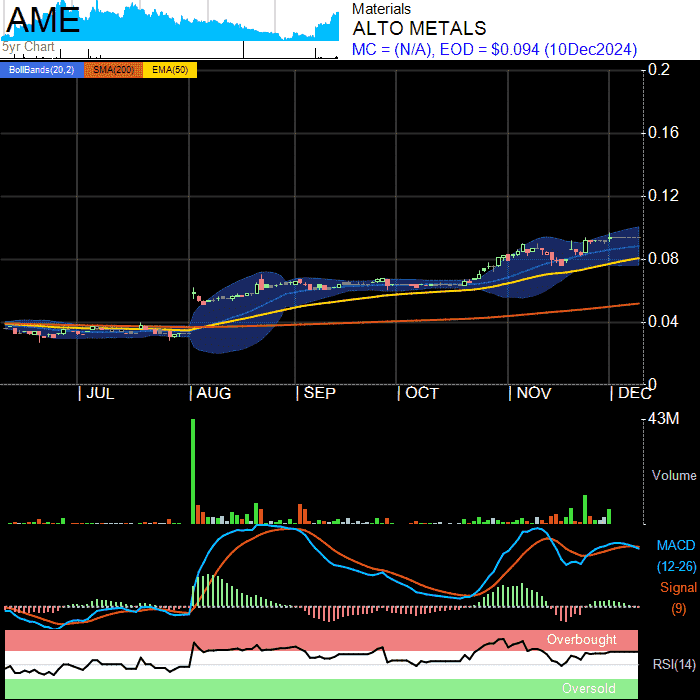 AME
5yr Chart
Materials
ALTO METALS
MC = (N/A), EOD = $0.094 (10Dec2024)
BollBands(20,2) SMA(200) EMA(50)
0.2
0.16
0.12
0.08
0.04
0
JUL AUG SEP OCT NOV DEC
43M
Volume
MACD
(12-26)
Signal
(9)
Overbought
RSI(14)
Oversold